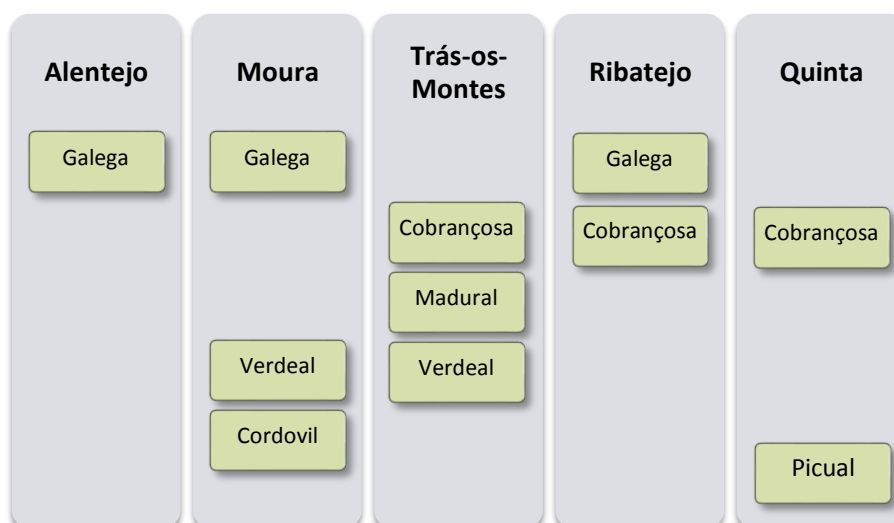 Alentejo
Moura
Trás-os-
Montes
Ribatejo
Quinta
Galega
Galega
Galega
Cobrançosa
Cobrançosa
Cobrançosa
Madural
Verdeal
Verdeal
Cordovil
Picual